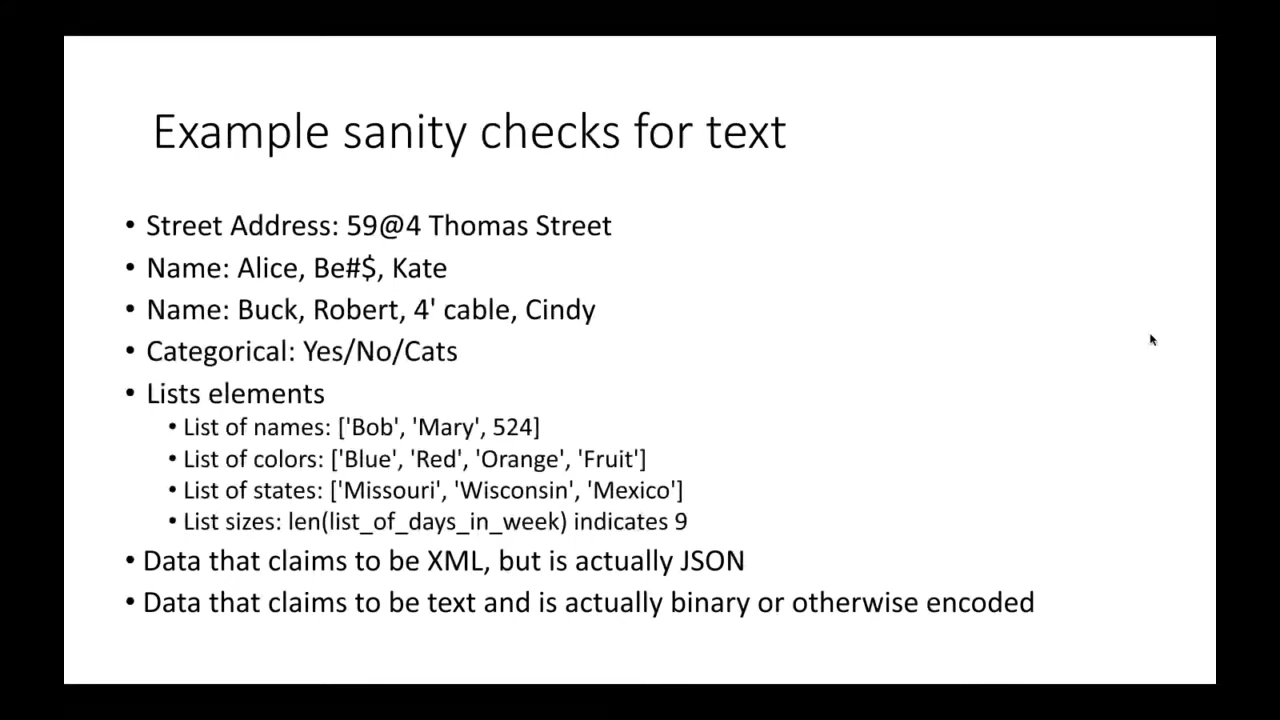 Example sanity checks for text
• Street Address: 59@4 Thomas Street
• Name: Alice, Be#$, Kate
• Name: Buck, Robert, 4' cable, Cindy
• Categorical: Yes/No/Cats
• Lists elements
• List of names: ['Bob', 'Mary', 524]
• List of colors: ['Blue', 'Red', 'Orange', 'Fruit']
• List of states: ['Missouri', 'Wisconsin', 'Mexico']
• List sizes: len(list_of_days_in_week) indicates 9
• Data that claims to be XML, but is actually JSON
• Data that claims to be text and is actually binary or otherwise encoded